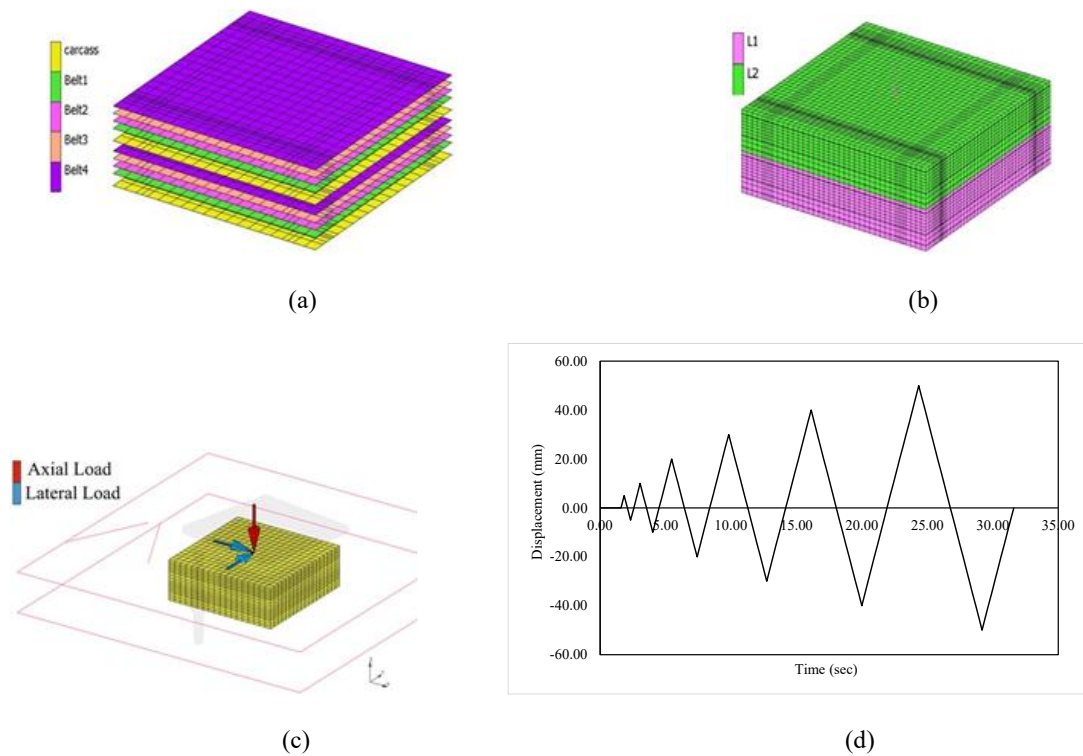 carcass
Belt1
Belt2
Belt3
Belt4
(a)
L1
L2
(b)
Axial Load
Lateral Load
(c)
60.00
40.00
20.00
0.00
-20.00
-40.00
-60.00
0.00 5.00 10.00 15.00 20.00 25.00 30.00 35.00
Displacement (mm)
Time (sec)
(d)